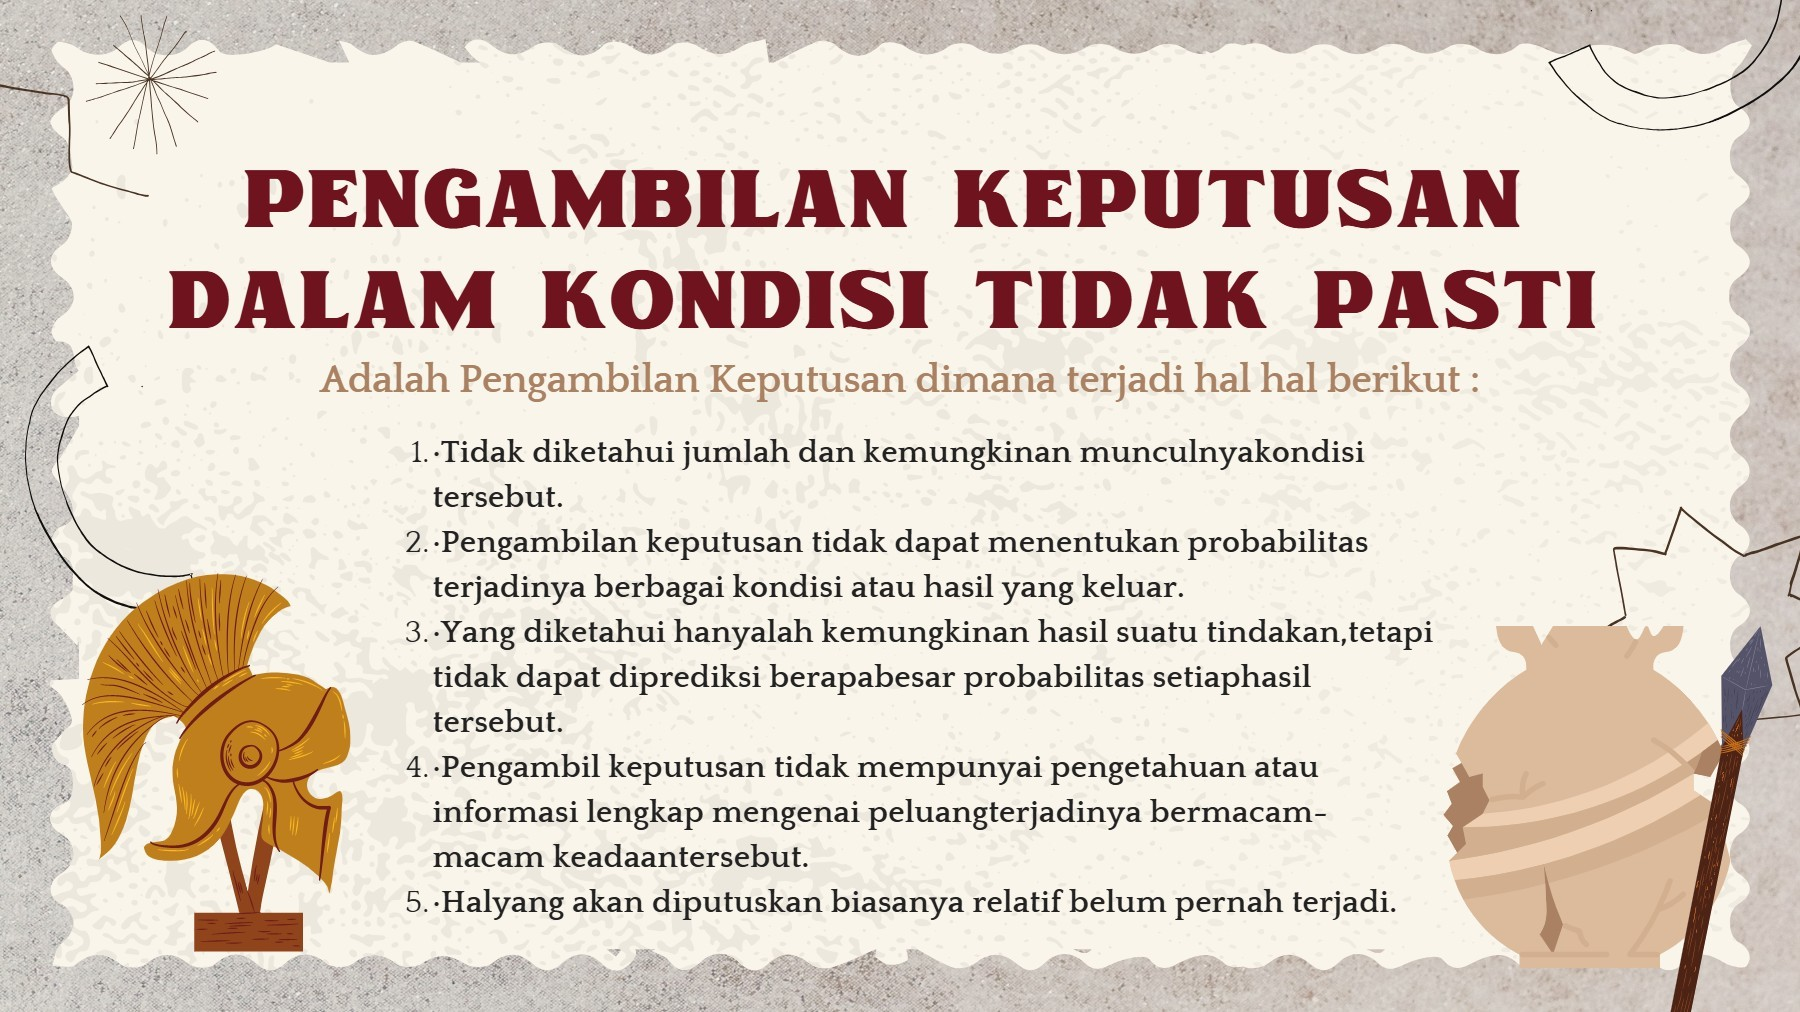 PENGAMBILAN KEPUTUSAN
DALAM KONDISI TIDAK PASTI
Adalah Pengambilan Keputusan dimana terjadi hal hal berikut :
1. ·Tidak diketahui jumlah dan kemungkinan munculnyakondisi
tersebut.
2. ·Pengambilan keputusan tidak dapat menentukan probabilitas
terjadinya berbagai kondisi atau hasil yang keluar.
3. ·Yang diketahui hanyalah kemungkinan hasil suatu tindakan,tetapi
tidak dapat diprediksi berapabesar probabilitas setiaphasil
tersebut.
4. ·Pengambil keputusan tidak mempunyai pengetahuan atau
informasi lengkap mengenai peluangterjadinya bermacam-
macam keadaantersebut.
5. ·Halyang akan diputuskan biasanya relatif belum pernah terjadi.